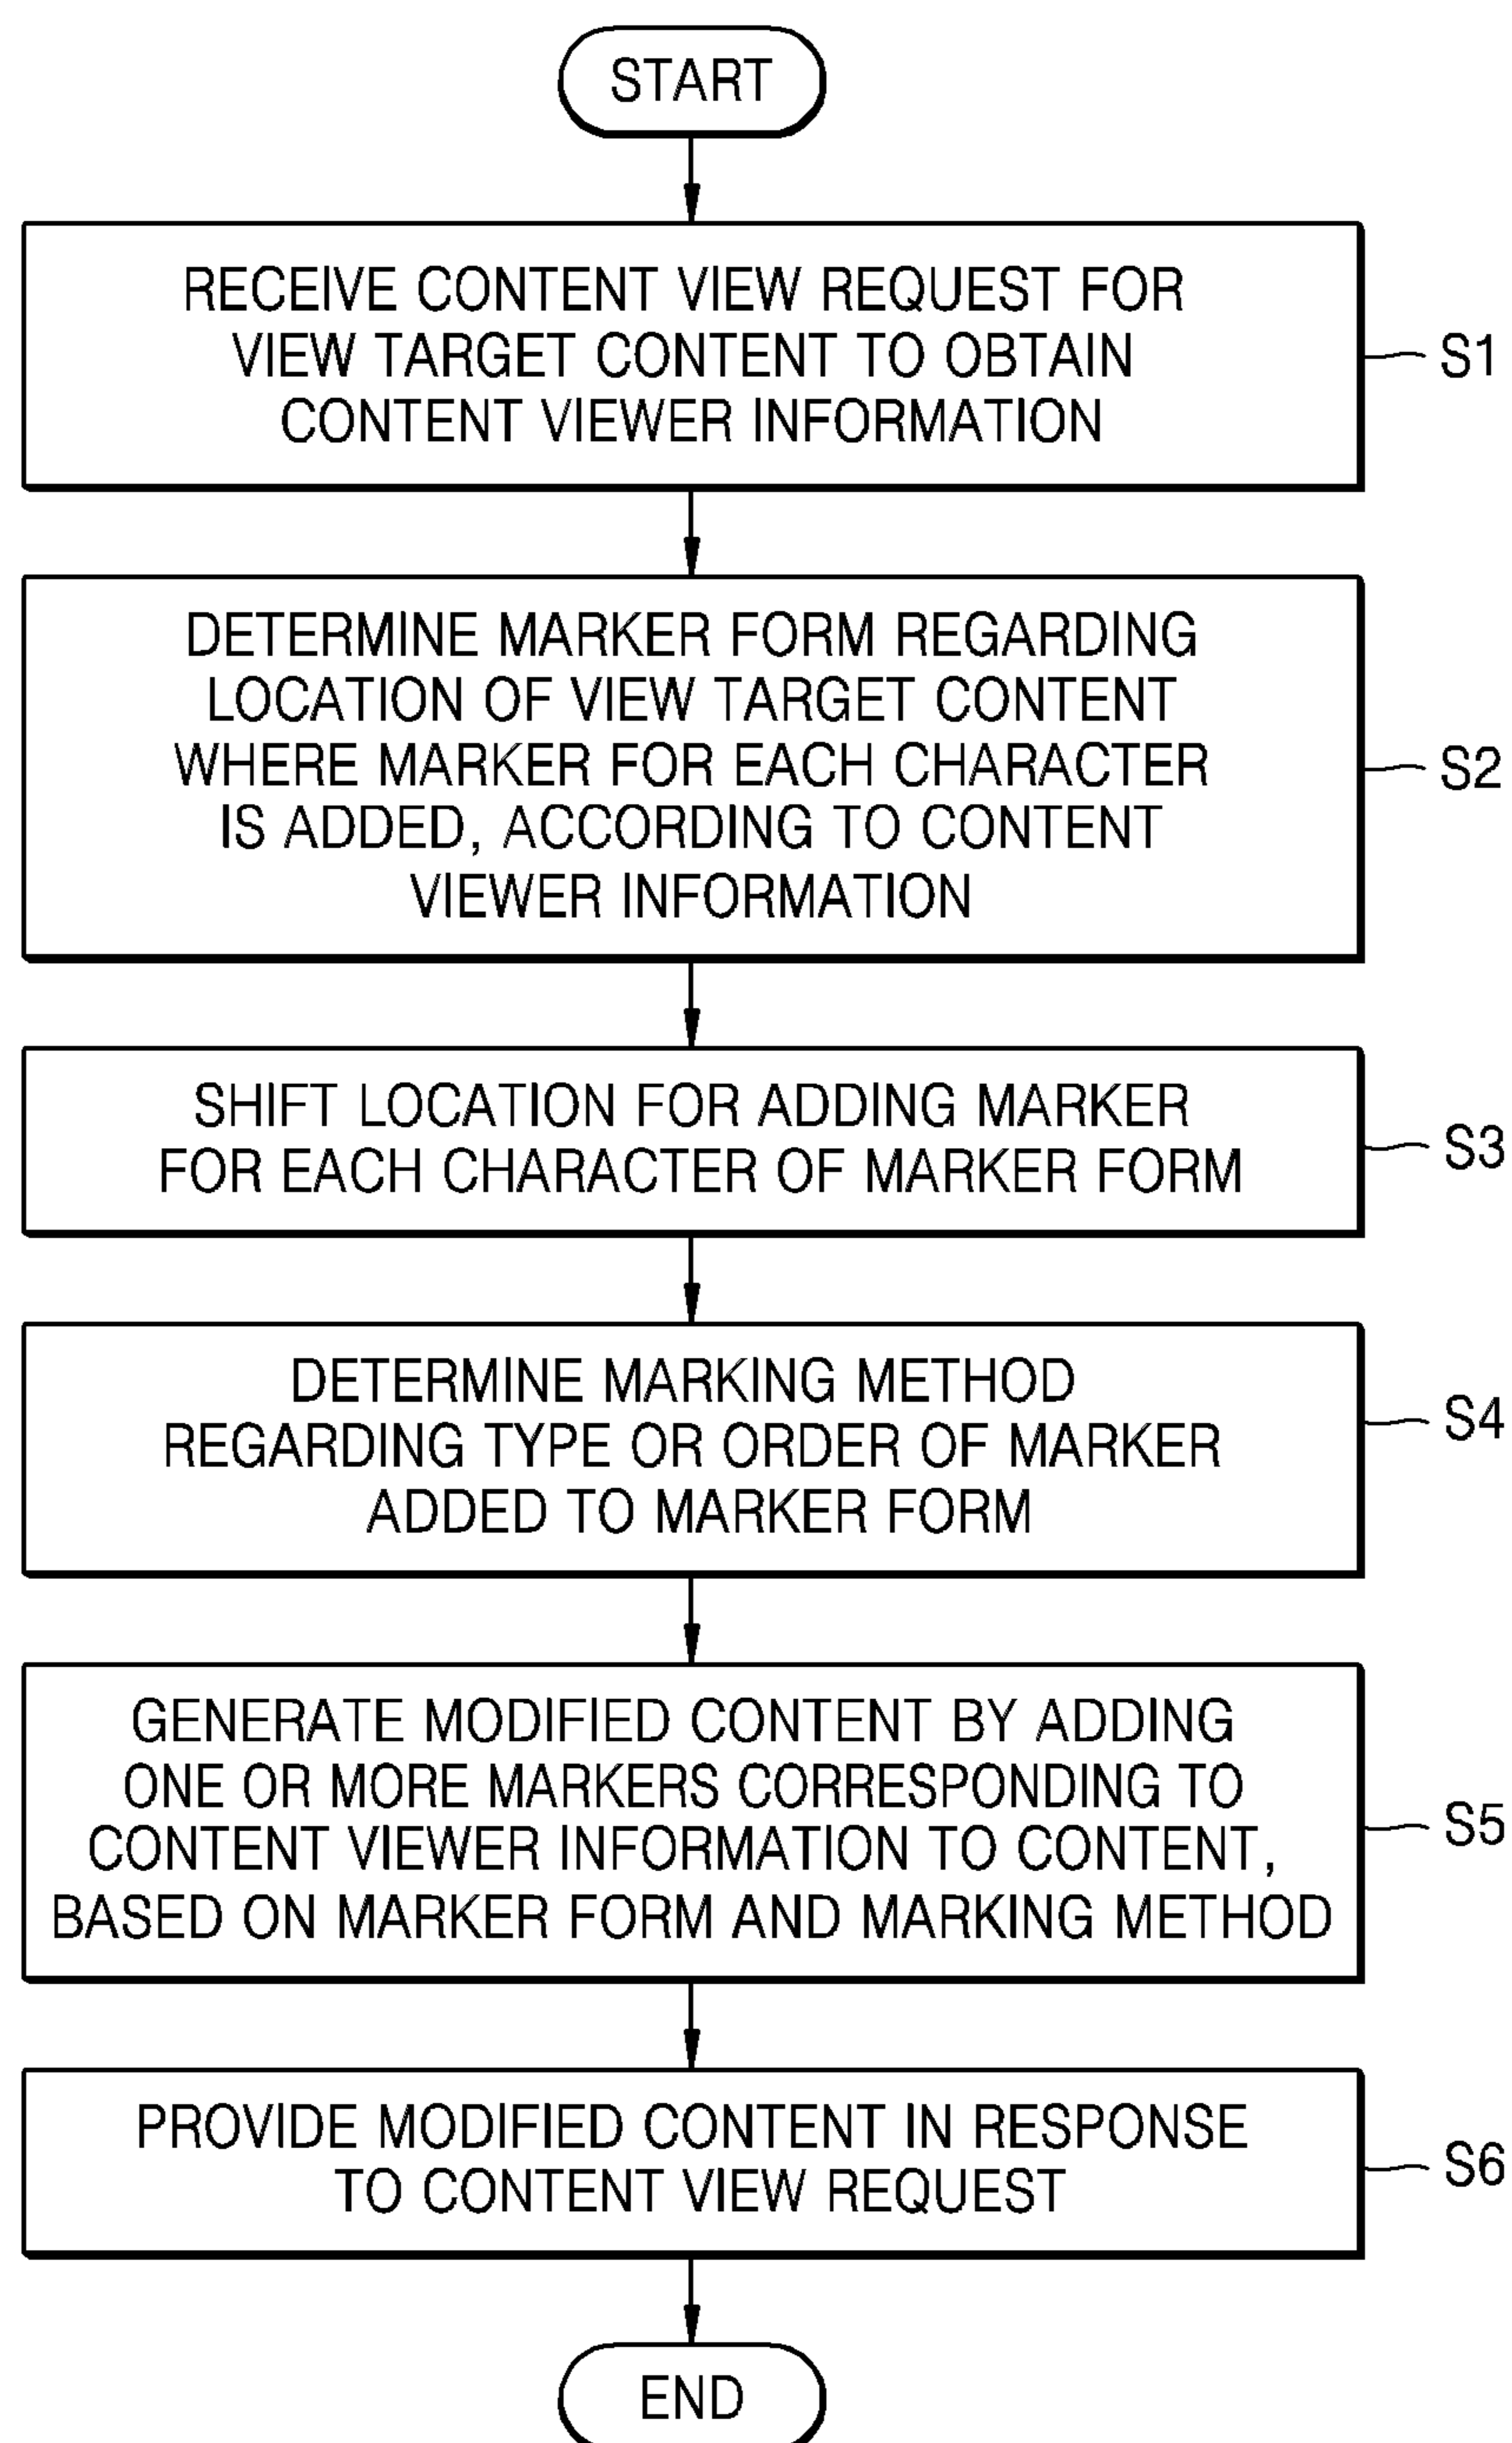 START
RECEIVE CONTENT VIEW REQUEST FOR
VIEW TARGET CONTENT TO OBTAIN
CONTENT VIEWER INFORMATION
S1
DETERMINE MARKER FORM REGARDING
LOCATION OF VIEW TARGET CONTENT
WHERE MARKER FOR EACH CHARACTER
IS ADDED, ACCORDING TO CONTENT
VIEWER INFORMATION
S2
SHIFT LOCATION FOR ADDING MARKER
FOR EACH CHARACTER OF MARKER FORM
S3
DETERMINE MARKING METHOD
REGARDING TYPE OR ORDER OF MARKER
ADDED TO MARKER FORM
S4
GENERATE MODIFIED CONTENT BY ADDING
ONE OR MORE MARKERS CORRESPONDING TO
CONTENT VIEWER INFORMATION TO CONTENT,
BASED ON MARKER FORM AND MARKING METHOD
S5
PROVIDE MODIFIED CONTENT IN RESPONSE
TO CONTENT VIEW REQUEST
S6
END